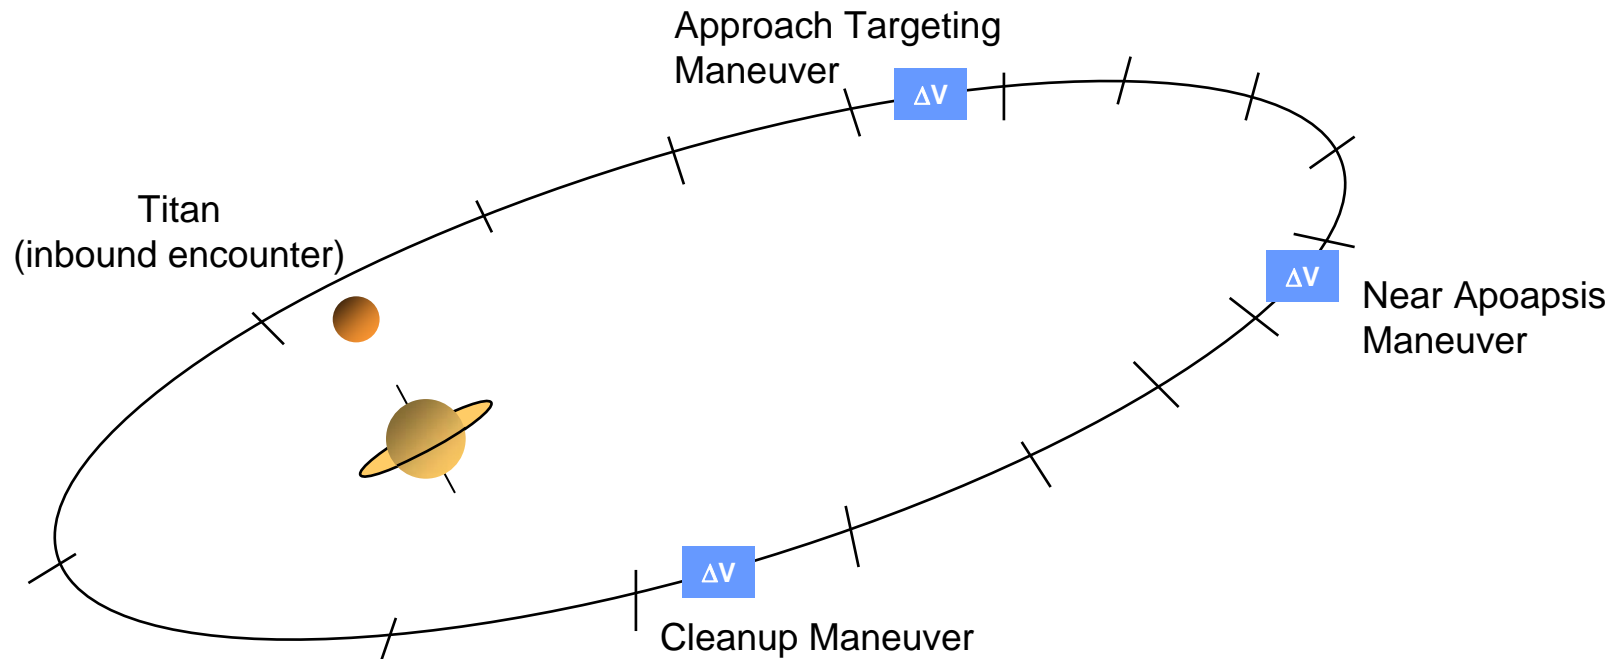 Approach Targeting
Maneuver
ΔV
Titan
(inbound encounter)
ΔV
Near Apoapsis
Maneuver
ΔV
Cleanup Maneuver